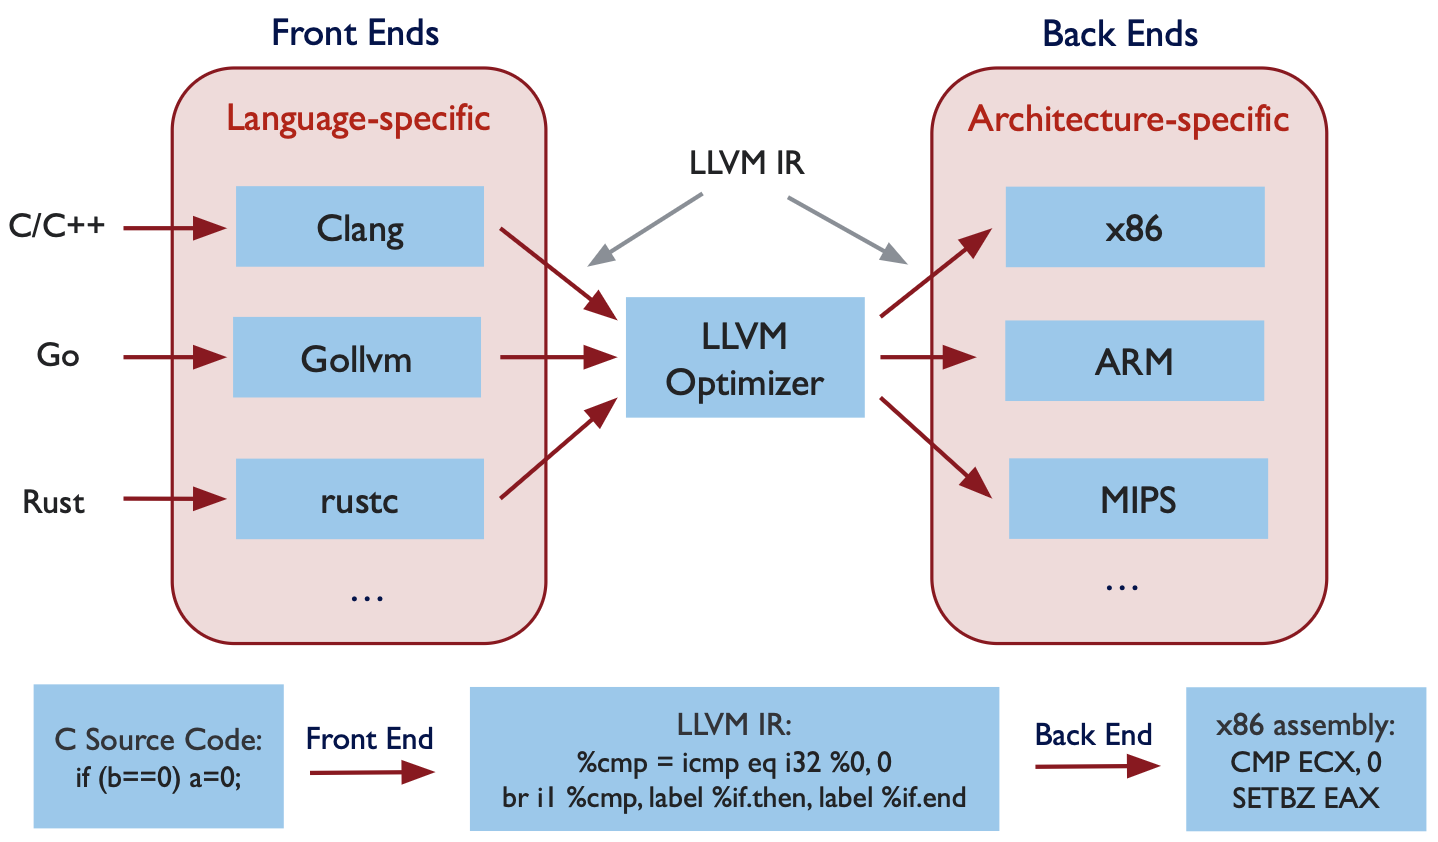 Front Ends
Back Ends
Language-specific
Architecture-specific
LLVM IR
C/C++
Clang
x86
LLVM
Optimizer
Go
Gollvm
ARM
Rust
rustc
MIPS
...
...
C Source Code:
if (b==0) a=0;
Front End
LLVM IR:
%cmp = icmp eq i32 %0, 0
br i1 %cmp, label %if.then, label %if.end
Back End
x86 assembly:
CMP ECX, 0
SETBZ EAX